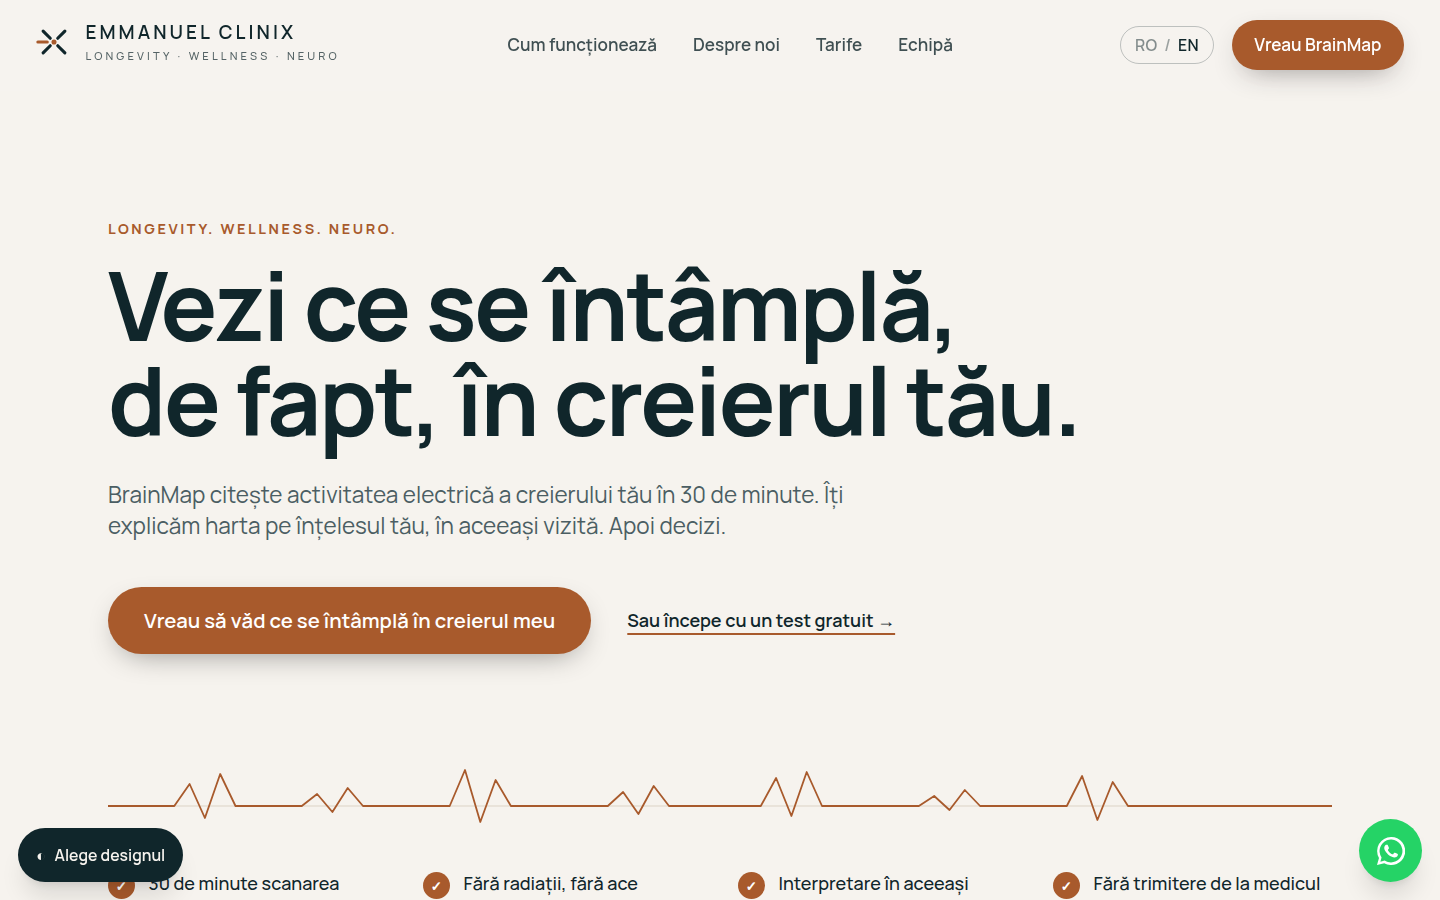 EMMANUEL CLINIX
LONGEVITY · WELLNESS · NEURO
Cum funcționează
Despre noi
Tarife
Echipă
RO / EN
Vreau BrainMap
LONGEVITY. WELLNESS. NEURO.
Vezi ce se întâmplă,
de fapt, în creierul tău.
BrainMap citește activitatea electrică a creierului tău în 30 de minute. Îți
explicăm harta pe înțelesul tău, în aceeași vizită. Apoi decizi.
Vreau să văd ce se întâmplă în creierul meu
Sau începe cu un test gratuit →
Alege designul
✓ 30 de minute scanarea
✓ Fără radiații, fără ace
✓ Interpretare în aceeași
✓ Fără trimitere de la medicul